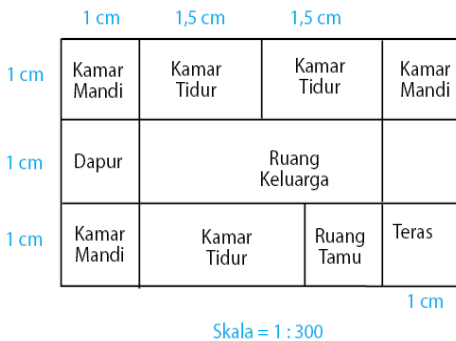 1 cm 1,5 cm 1,5 cm
1 cm
Kamar
Mandi
Kamar
Tidur
Kamar
Tidur
Kamar
Mandi
1 cm
Dapur
Ruang
Keluarga
1 cm
Kamar
Mandi
Kamar
Tidur
Ruang
Tamu
Teras
1 cm
Skala = 1 : 300